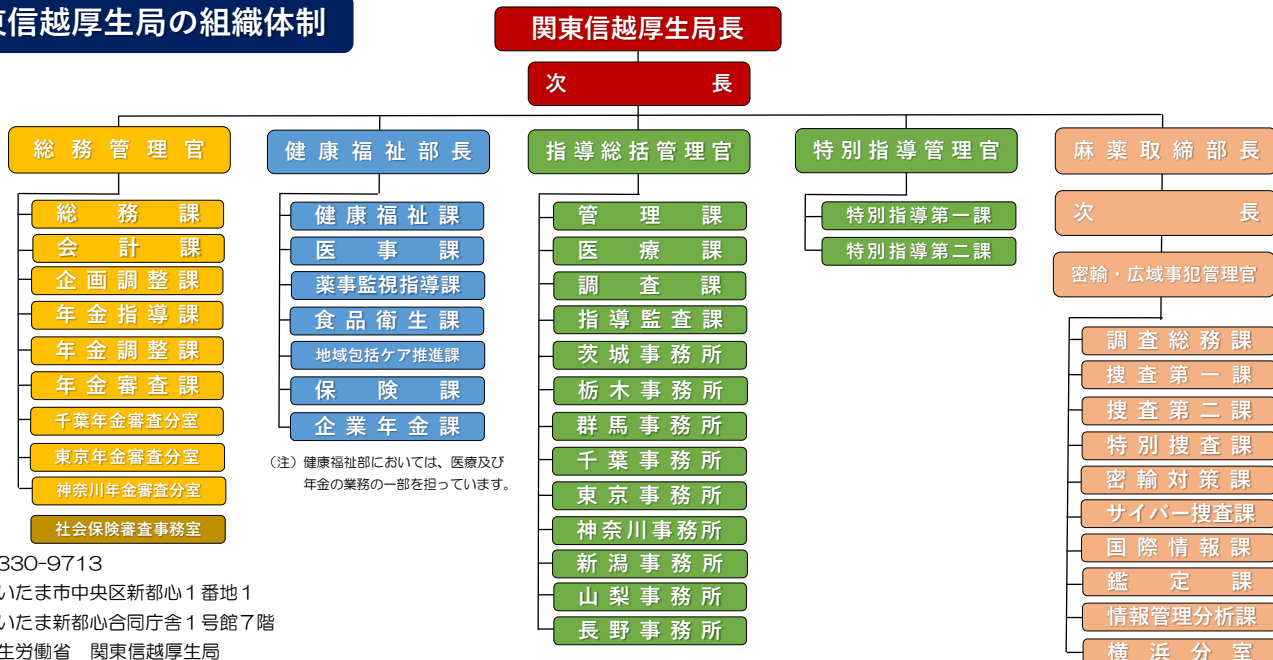 東信越厚生局の組織体制
関東信越厚生局長
次長
総務管理官
総務課
会計課
企画調整課
年金指導課
年金調整課
年金審査課
千葉年金審査分室
東京年金審査分室
神奈川年金審査分室
社会保険審査事務室
健康福祉部長
健康福祉課
医事課
薬事監視指導課
食品衛生課
地域包括ケア推進課
保険課
企業年金課
（注）健康福祉部においては、医療及び
年金の業務の一部を担っています。
指導総括管理官
管理課
医療課
調査課
指導監査課
茨城事務所
栃木事務所
群馬事務所
千葉事務所
東京事務所
神奈川事務所
新潟事務所
山梨事務所
長野事務所
特別指導管理官
特別指導第一課
特別指導第二課
麻薬取締部長
次長
密輸・広域事犯管理官
調査総務課
捜査第一課
捜査第二課
特別捜査課
密輸対策課
サイバー捜査課
国際情報課
鑑定課
情報管理分析課
横浜分室
330-9713
いたま市中央区新都心１番地１
いたま新都心合同庁舎１号館７階
生労働省　関東信越厚生局